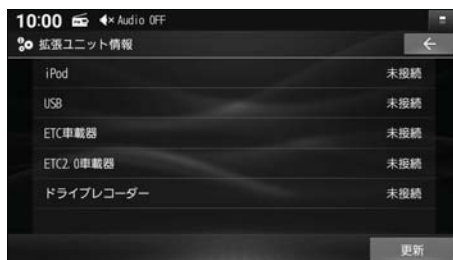 10:00 Audio OFF
拡張ユニット情報
iPod 未接続
USB 未接続
ETC車載器 未接続
ETC2.0車載器 未接続
ドライブレコーダー 未接続
更新